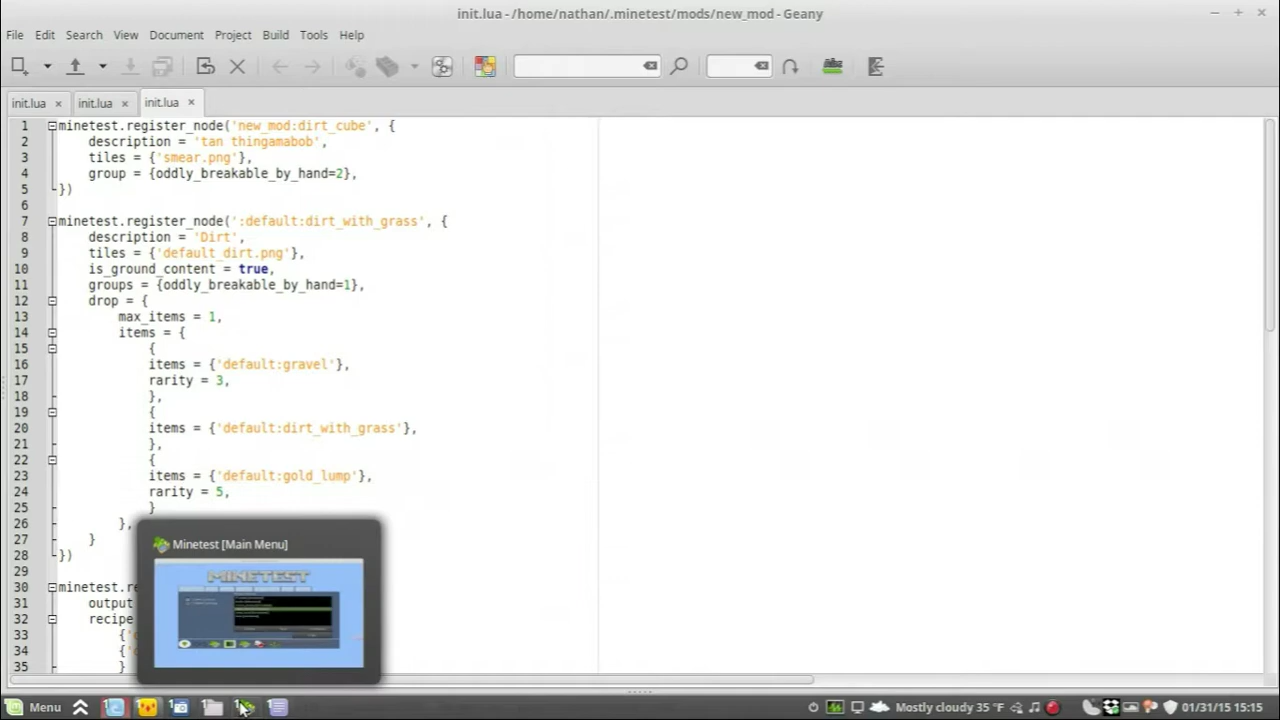 init.lua - /home/nathan/.minetest/mods/new_mod - Geany
File Edit Search View Document Project Build Tools Help
init.lua × init.lua × init.lua ×
1 minetest.register_node('new_mod:dirt_cube', {
2 description = 'tan thingamabob',
3 tiles = {'smear.png'},
4 group = {oddly_breakable_by_hand=2},
5 })
6
7 minetest.register_node(':default:dirt_with_grass', {
8 description = 'Dirt',
9 tiles = {'default_dirt.png'},
10 is_ground_content = true,
11 groups = {oddly_breakable_by_hand=1},
12 drop = {
13 max_items = 1,
14 items = {
15 {
16 items = {'default:gravel'},
17 rarity = 3,
18 },
19 {
20 items = {'default:dirt_with_grass'},
21 },
22 {
23 items = {'default:gold_lump'},
24 rarity = 5,
25 }
26 },
27 }
28 })
29
30 minetest.re
31 output
32 recipe
33 {'
34 {'
35 }
Minetest [Main Menu]
MINETEST
Menu Mostly cloudy 35 °F 01/31/15 15:15